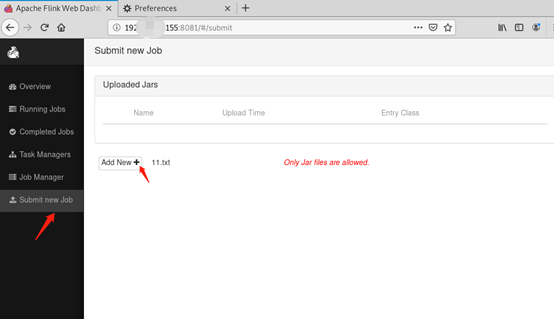 Apache Flink Web Dashb
Preferences
192
155:8081/#/submit
Submit new Job
Overview
Uploaded Jars
Running Jobs
Name Upload Time Entry Class
Completed Jobs
Task Managers
Add New 11.txt Only Jar files are allowed.
Job Manager
Submit new Job